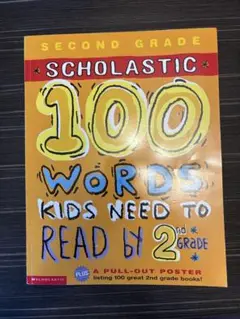 SECOND GRADE
SCHOLASTIC
100
WORDS
KIDS NEED TO
READ by 2nd
GRADE
PLUS A PULL-OUT POSTER
listing 100 great 2nd grade books!
SCHOLASTIC